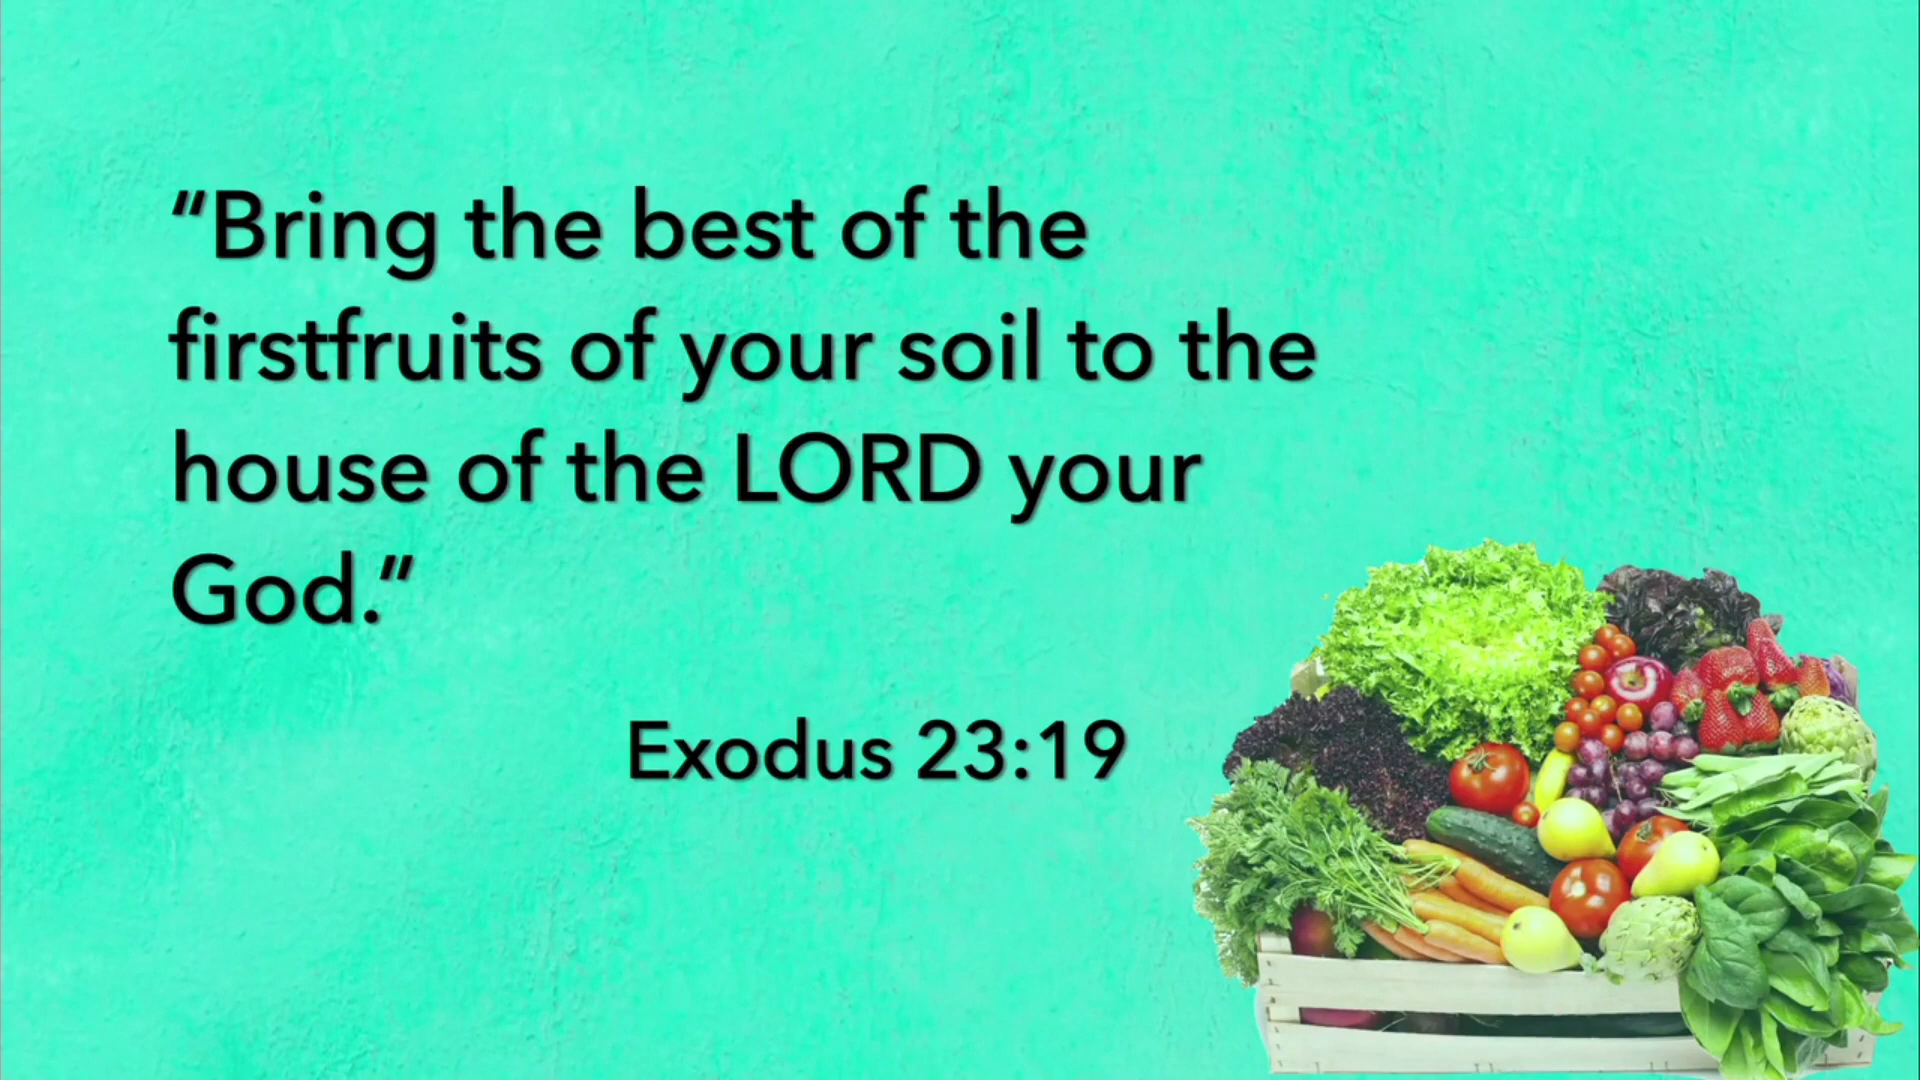 “Bring the best of the
firstfruits of your soil to the
house of the LORD your
God.”
Exodus 23:19